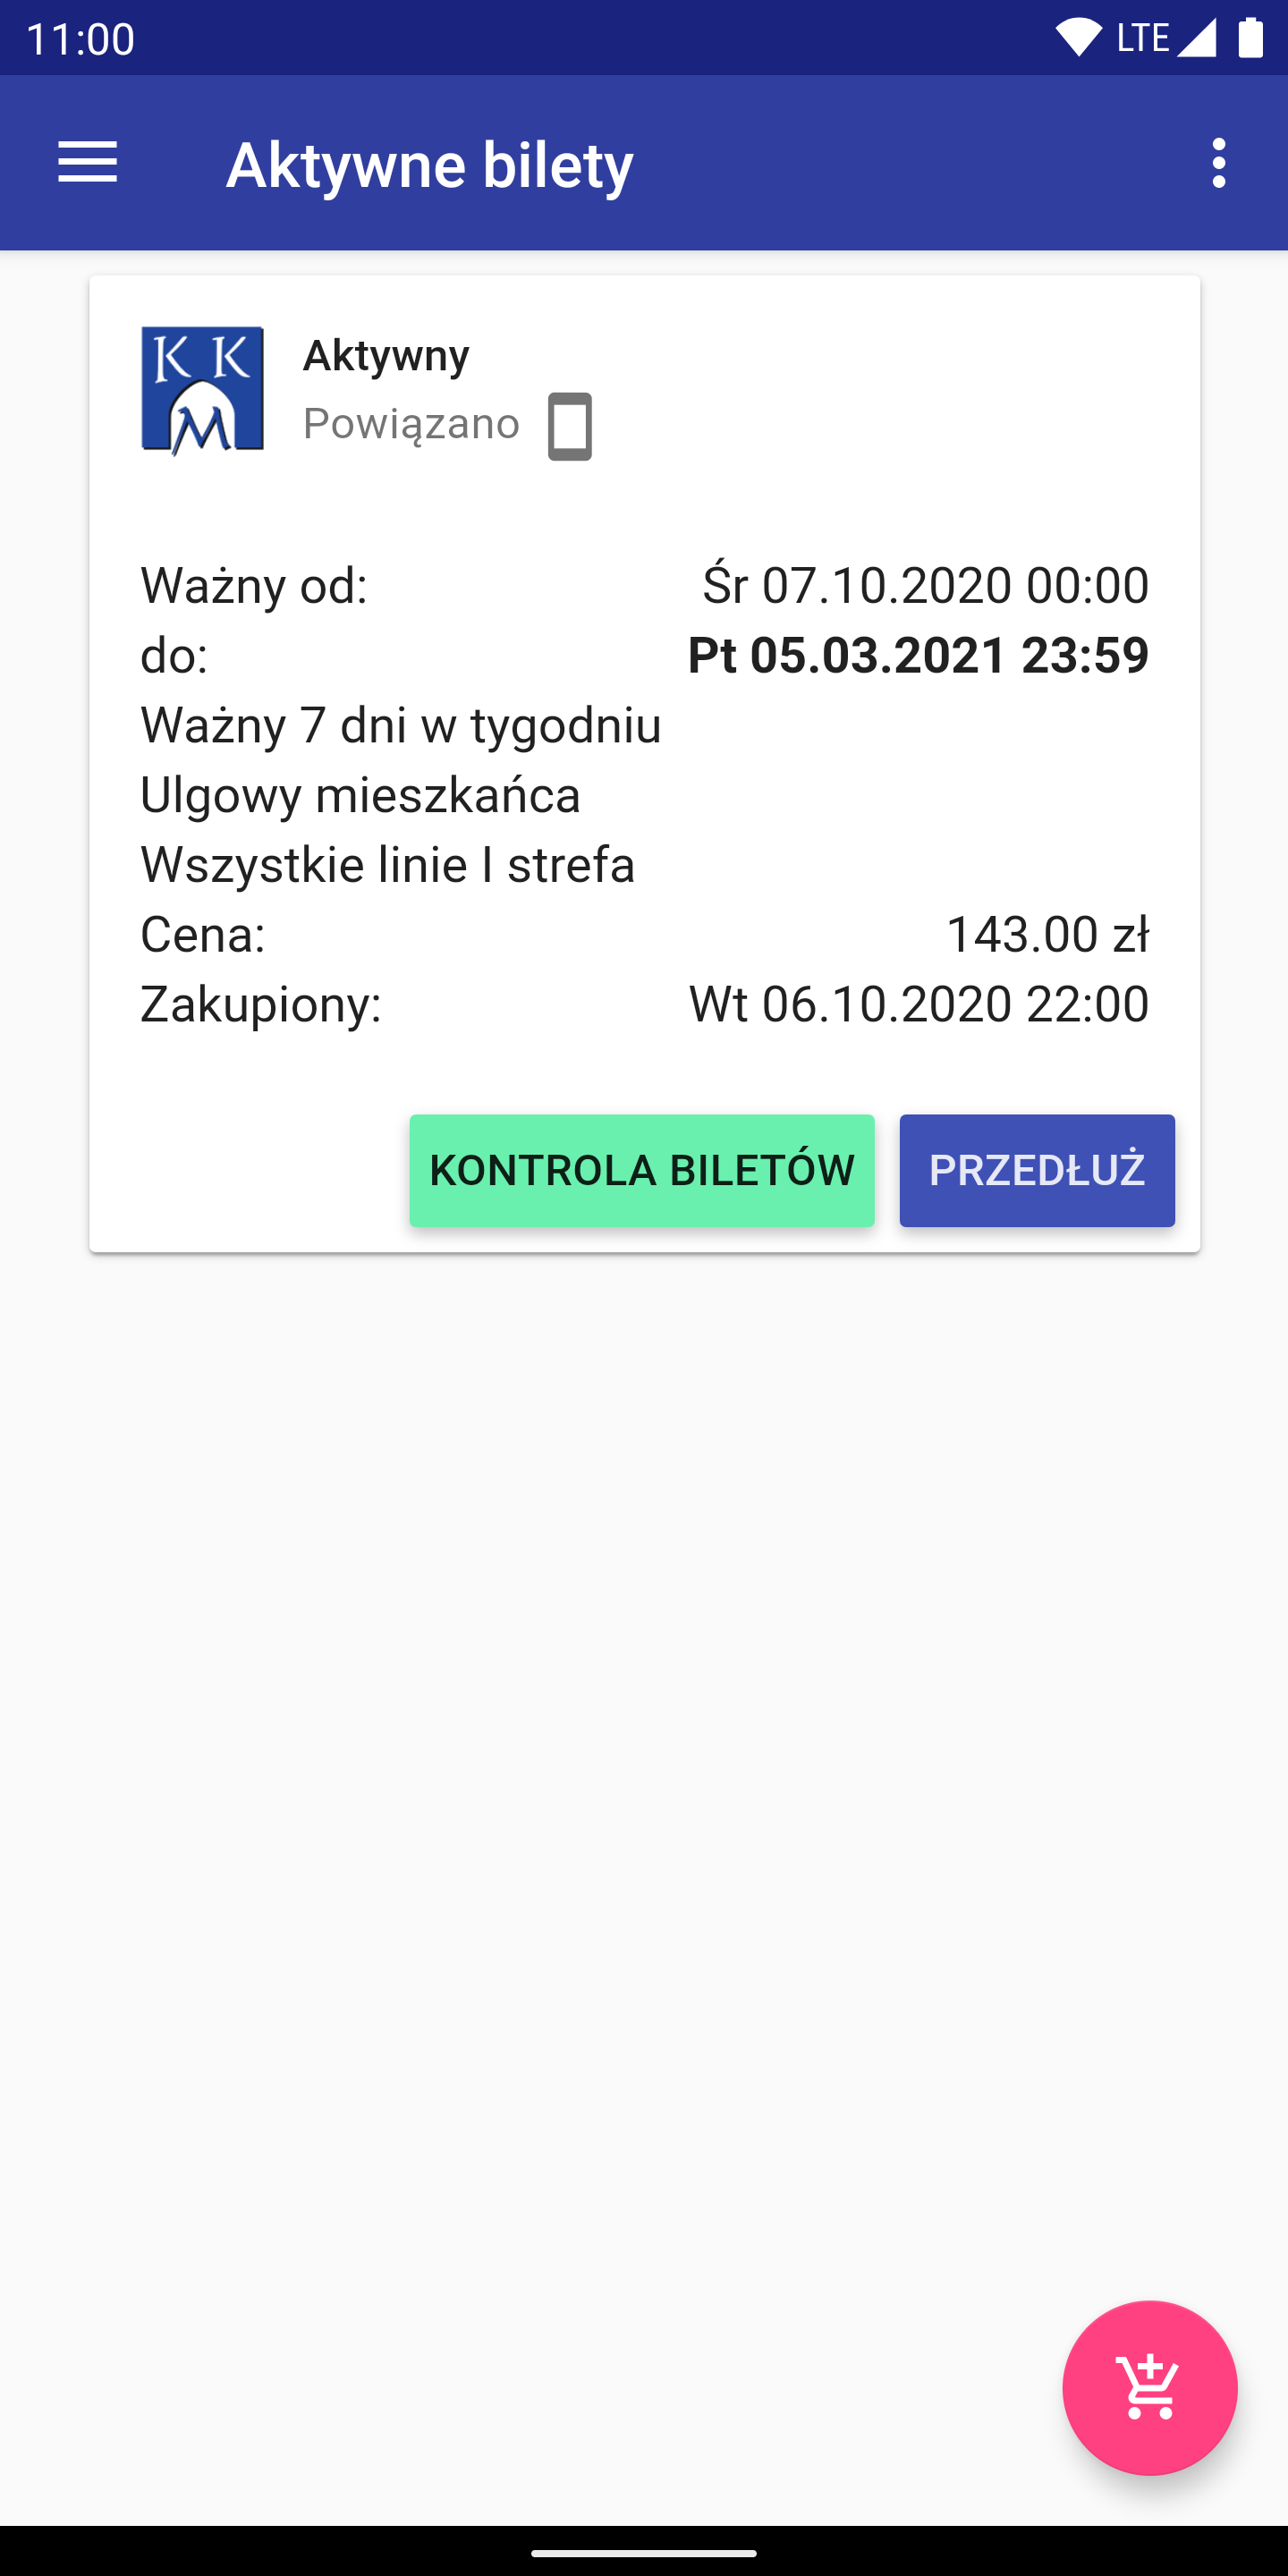 11:00 LTE
Aktywne bilety
K K
M
Aktywny
Powiązano
Ważny od: Śr 07.10.2020 00:00
do: Pt 05.03.2021 23:59
Ważny 7 dni w tygodniu
Ulgowy mieszkańca
Wszystkie linie I strefa
Cena: 143.00 zł
Zakupiony: Wt 06.10.2020 22:00
KONTROLA BILETÓW PRZEDŁUŻ